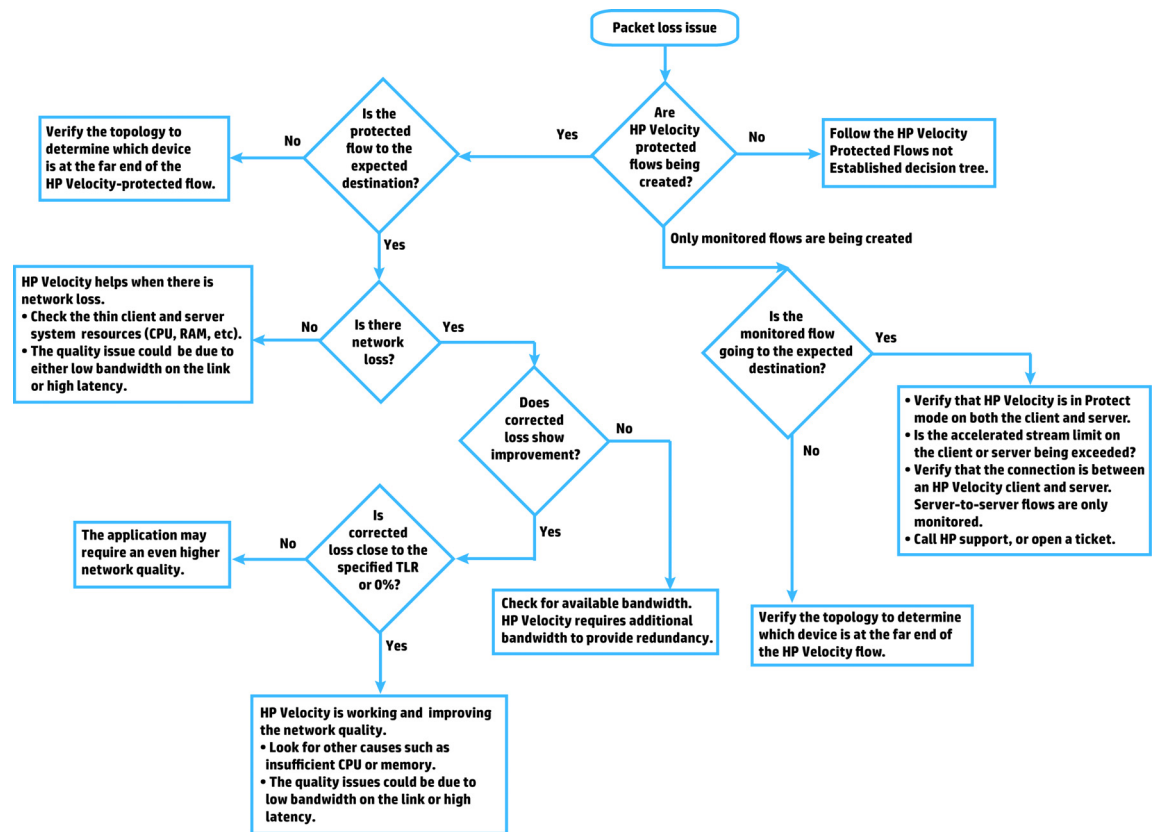 Packet loss issue
Are
HP Velocity
protected
flows being
created?
No
Follow the HP Velocity
Protected Flows not
Established decision tree.
Yes
Is the
protected
flow to the
expected
destination?
No
Verify the topology to
determine which device
is at the far end of the
HP Velocity-protected flow.
Yes
Only monitored flows are being created
HP Velocity helps when there is
network loss.
• Check the thin client and server
system resources (CPU, RAM, etc).
• The quality issue could be due to
either low bandwidth on the link
or high latency.
No
Is there
network
loss?
Yes
Is the
monitored flow
going to the expected
destination?
Yes
• Verify that HP Velocity is in Protect
mode on both the client and server.
• Is the accelerated stream limit on
the client or server being exceeded?
• Verify that the connection is between
an HP Velocity client and server.
Server-to-server flows are only
monitored.
• Call HP support, or open a ticket.
Does
corrected
loss show
improvement?
No
No
Yes
Is
corrected
loss close to the
specified TLR
or 0%?
No
The application may
require an even higher
network quality.
Check for available bandwidth.
HP Velocity requires additional
bandwidth to provide redundancy.
Verify the topology to determine
which device is at the far end of
the HP Velocity flow.
Yes
HP Velocity is working and improving
the network quality.
• Look for other causes such as
insufficient CPU or memory.
• The quality issues could be due to
low bandwidth on the link or high
latency.